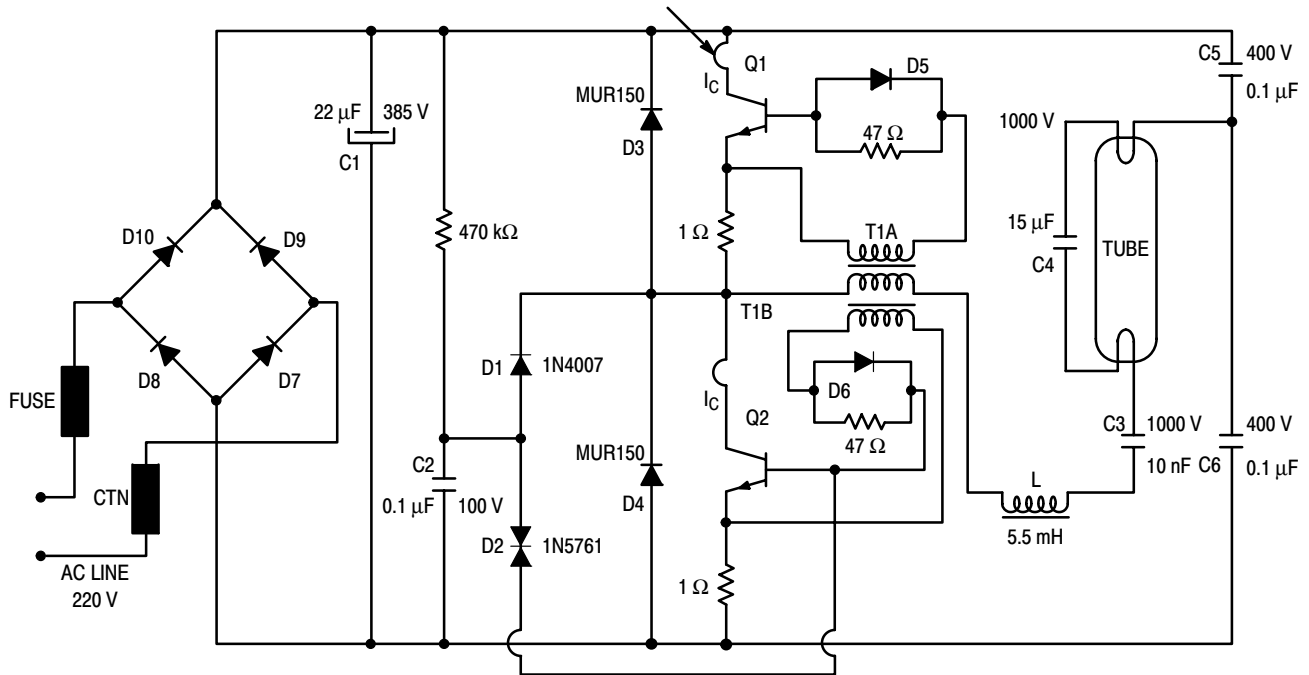 C5
400 V
0.1 μF
Q1
D5
I_C
MUR150
22 μF
385 V
47 Ω
1000 V
D3
C1
D10
D9
470 kΩ
1 Ω
T1A
15 μF
C4
TUBE
T1B
D8
D7
D1
1N4007
D6
FUSE
I_C
Q2
C3
1000 V
400 V
47 Ω
MUR150
C2
10 nF
C6
0.1 μF
L
CTN
0.1 μF
100 V
D4
D2
1N5761
5.5 mH
AC LINE
220 V
1 Ω